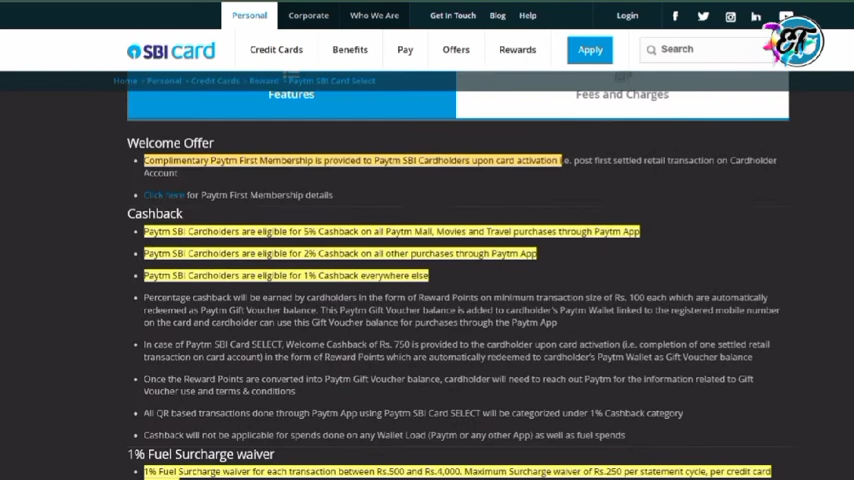 Personal Corporate Who We Are Get In Touch Blog Help Login
SBI card Credit Cards Benefits Pay Offers Rewards Apply Search
ET
Home > Personal > Credit Cards > Reward > Paytm SBI Card Select
Features Fees and Charges
Welcome Offer
Complimentary Paytm First Membership is provided to Paytm SBI Cardholders upon card activation i.e. post first settled retail transaction on Cardholder
Account
Click here for Paytm First Membership details
Cashback
Paytm SBI Cardholders are eligible for 5% Cashback on all Paytm Mall, Movies and Travel purchases through Paytm App
Paytm SBI Cardholders are eligible for 2% Cashback on all other purchases through Paytm App
Paytm SBI Cardholders are eligible for 1% Cashback everywhere else
Percentage cashback will be earned by cardholders in the form of Reward Points on minimum transaction size of Rs. 100 each which are automatically
redeemed as Paytm Gift Voucher balance. This Paytm Gift Voucher balance is added to cardholder's Paytm Wallet linked to the registered mobile number
on the card and cardholder can use this Gift Voucher balance for purchases through the Paytm App
In case of Paytm SBI Card SELECT, Welcome Cashback of Rs. 750 is provided to the cardholder upon card activation (i.e. completion of one settled retail
transaction on card account) in the form of Reward Points which are automatically redeemed to cardholder's Paytm Wallet as Gift Voucher balance
Once the Reward Points are converted into Paytm Gift Voucher balance, cardholder will need to reach out Paytm for the information related to Gift
Voucher use and terms & conditions
All QR based transactions done through Paytm App using Paytm SBI Card SELECT will be categorized under 1% Cashback category
Cashback will not be applicable for spends done on any Wallet Load (Paytm or any other App) as well as fuel spends
1% Fuel Surcharge waiver
1% Fuel Surcharge waiver for each transaction between Rs.500 and Rs.4,000. Maximum Surcharge waiver of Rs.250 per statement cycle, per credit card